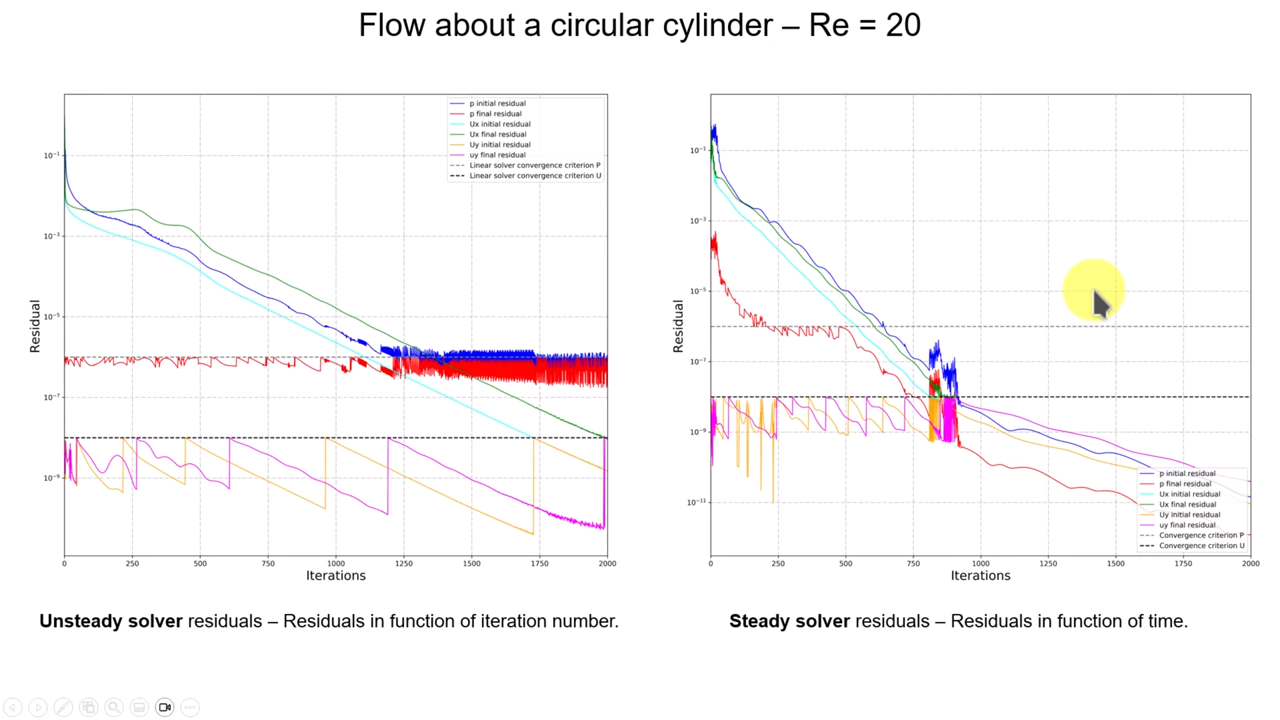 Flow about a circular cylinder – Re = 20
p initial residual
p final residual
Ux initial residual
Ux final residual
Uy initial residual
uy final residual
Linear solver convergence criterion P
Linear solver convergence criterion U
10⁻¹
10⁻³
10⁻⁵
10⁻⁷
10⁻⁹
Residual
0 250 500 750 1000 1250 1500 1750 2000
Iterations
10⁻¹
10⁻³
10⁻⁵
10⁻⁷
10⁻⁹
10⁻¹¹
Residual
p initial residual
p final residual
Ux initial residual
Ux final residual
Uy initial residual
uy final residual
Convergence criterion P
Convergence criterion U
0 250 500 750 1000 1250 1500 1750 2000
Iterations
Unsteady solver residuals – Residuals in function of iteration number.
Steady solver residuals – Residuals in function of time.